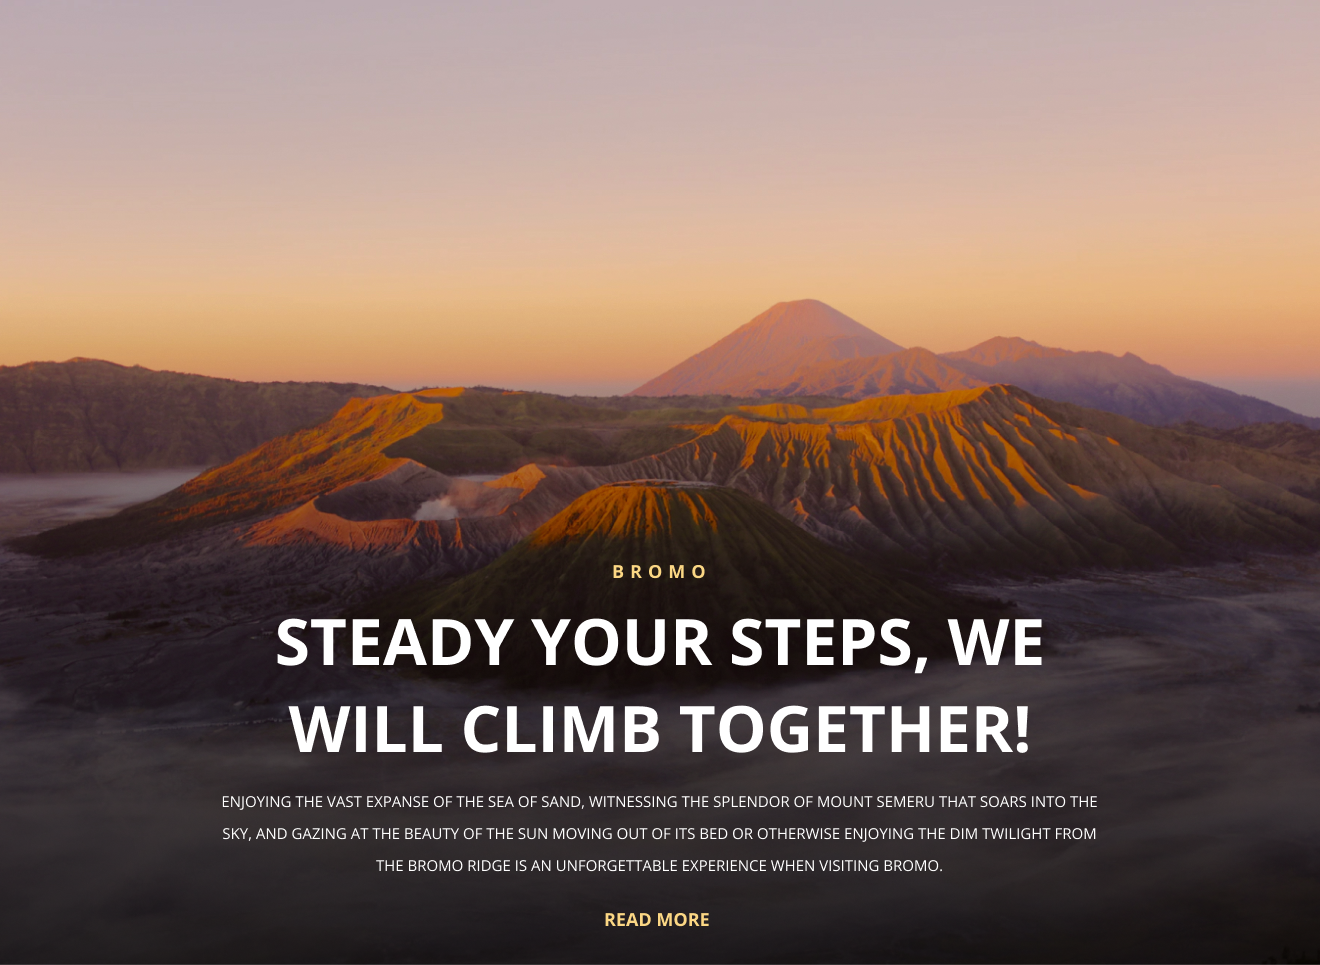 BROMO
STEADY YOUR STEPS, WE
WILL CLIMB TOGETHER!
ENJOYING THE VAST EXPANSE OF THE SEA OF SAND, WITNESSING THE SPLENDOR OF MOUNT SEMERU THAT SOARS INTO THE
SKY, AND GAZING AT THE BEAUTY OF THE SUN MOVING OUT OF ITS BED OR OTHERWISE ENJOYING THE DIM TWILIGHT FROM
THE BROMO RIDGE IS AN UNFORGETTABLE EXPERIENCE WHEN VISITING BROMO.
READ MORE